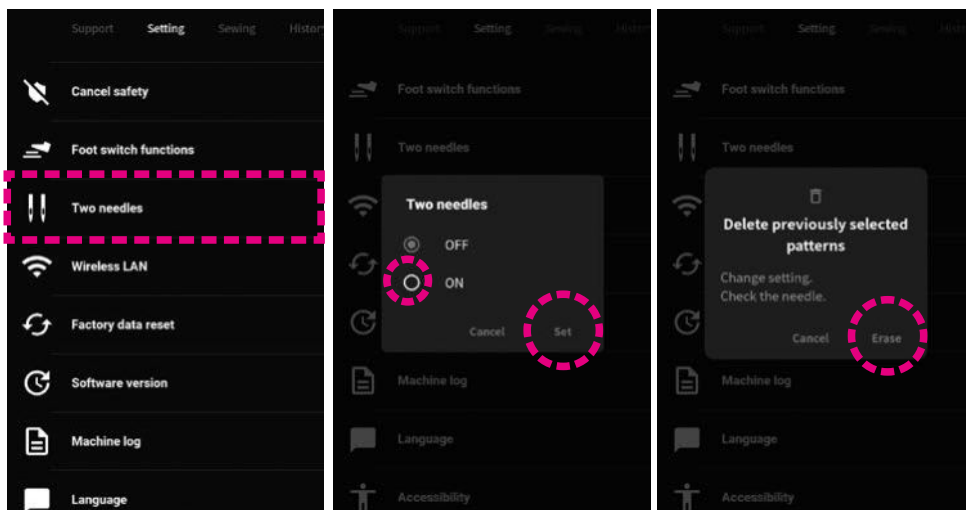 Support Setting Sewing History
Cancel safety
Foot switch functions
Two needles
Wireless LAN
Factory data reset
Software version
Machine log
Language
Support Setting Sewing
Foot switch functions
Two needles
Two needles
OFF
ON
Cancel Set
Machine log
Language
Accessibility
Support Setting Sewing
Foot switch functions
Two needles
Delete previously selected
patterns
Change setting.
Check the needle.
Cancel Erase
Machine log
Language
Accessibility